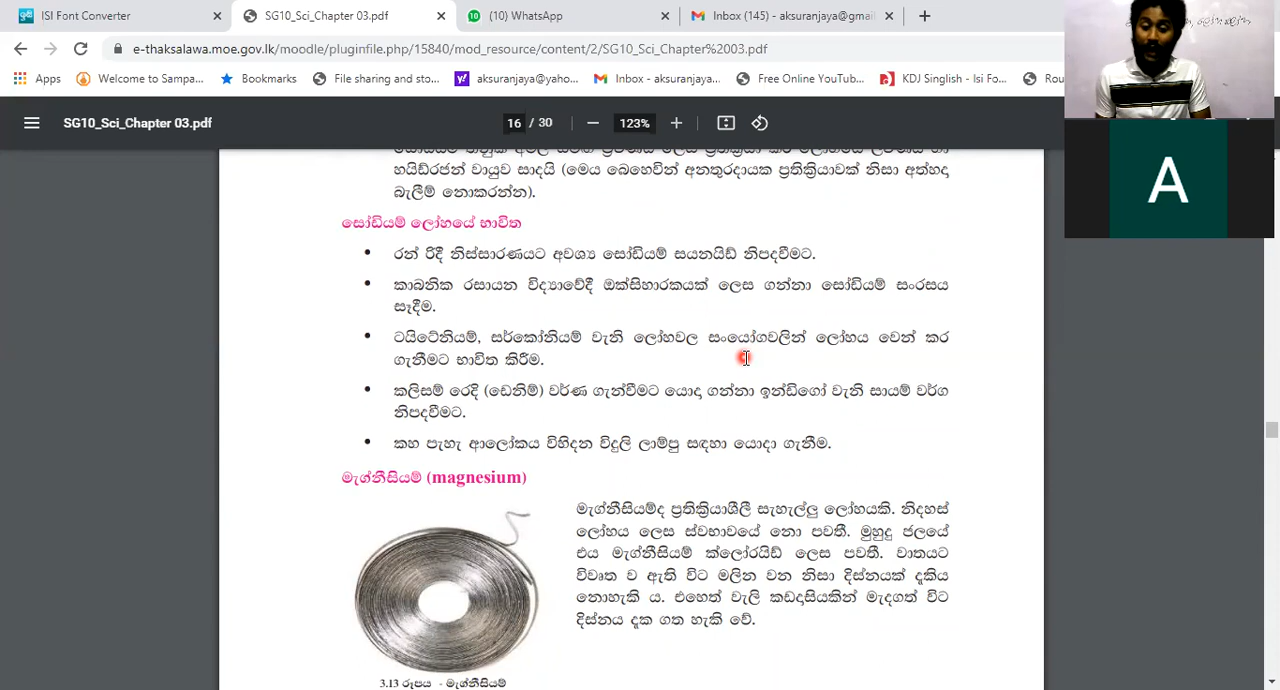 ISI Font Converter
SG10_Sci_Chapter 03.pdf
(10) WhatsApp
Inbox (145) - aksuranjaya@gmai
e-thaksalawa.moe.gov.lk/moodle/pluginfile.php/15840/mod_resource/content/2/SG10_Sci_Chapter%2003.pdf
Apps
Welcome to Sampa...
Bookmarks
File sharing and sto...
aksuranjaya@yaho...
Inbox - aksuranjay...
Free Online YouTub...
KDJ Singlish - Isi Fo...
Rou
SG10_Sci_Chapter 03.pdf
16 / 30
123%
A
හයිඩ්රජන් වායුව සාදයි (මෙය බෙහෙවින් අනතුරදායක ප්‍රතික්‍රියාවක් නිසා අත්හදා
බැලීම් නොකරන්න).
සෝඩියම් ලෝහයේ භාවිත
• රන් රිදී නිස්සාරණයට අවශ්‍ය සෝඩියම් සයනයිඩ් නිපදවීමට.
• කාබනික රසායන විද්‍යාවේදී ඔක්සිහාරකයක් ලෙස ගන්නා සෝඩියම් සංරසය
සෑදීම.
• ටයිටේනියම්, සර්කෝනියම් වැනි ලෝහවල සංයෝගවලින් ලෝහය වෙන් කර
ගැනීමට භාවිත කිරීම.
• කලිසම් රෙදි (ඩෙනිම්) වර්ණ ගැන්වීමට යොදා ගන්නා ඉන්ඩිගෝ වැනි සායම් වර්ග
නිපදවීමට.
• කහ පැහැ ආලෝකය විහිදන විදුලි ලාම්පු සඳහා යොදා ගැනීම.
මැග්නීසියම් (magnesium)
මැග්නීසියම්ද ප්‍රතික්‍රියාශීලී සැහැල්ලු ලෝහයකි. නිදහස්
ලෝහය ලෙස ස්වභාවයේ නො පවතී. මුහුදු ජලයේ
එය මැග්නීසියම් ක්ලෝරයිඩ් ලෙස පවතී. වාතයට
විවෘත ව ඇති විට මලින වන නිසා දිස්නයක් දැකිය
නොහැකි ය. එහෙත් වැලි කඩදාසියකින් මැදගත් විට
දිස්නය දැක ගත හැකි වේ.
3.13 රූපය - මැග්නීසියම්